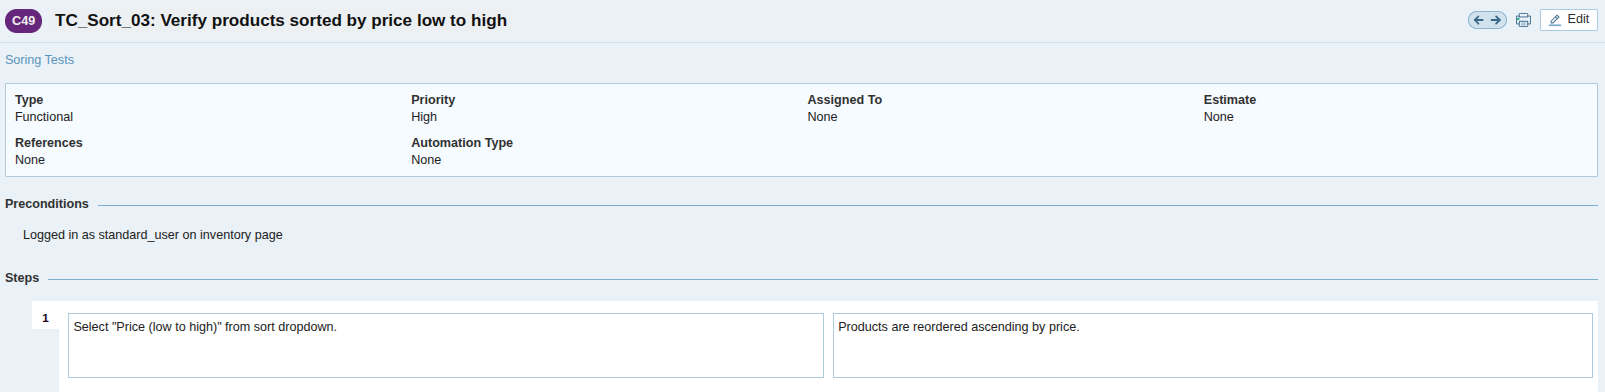 C49 TC_Sort_03: Verify products sorted by price low to high Edit
Soring Tests
Type Priority Assigned To Estimate
Functional High None None
References Automation Type
None None
Preconditions
Logged in as standard_user on inventory page
Steps
1 Select "Price (low to high)" from sort dropdown. Products are reordered ascending by price.